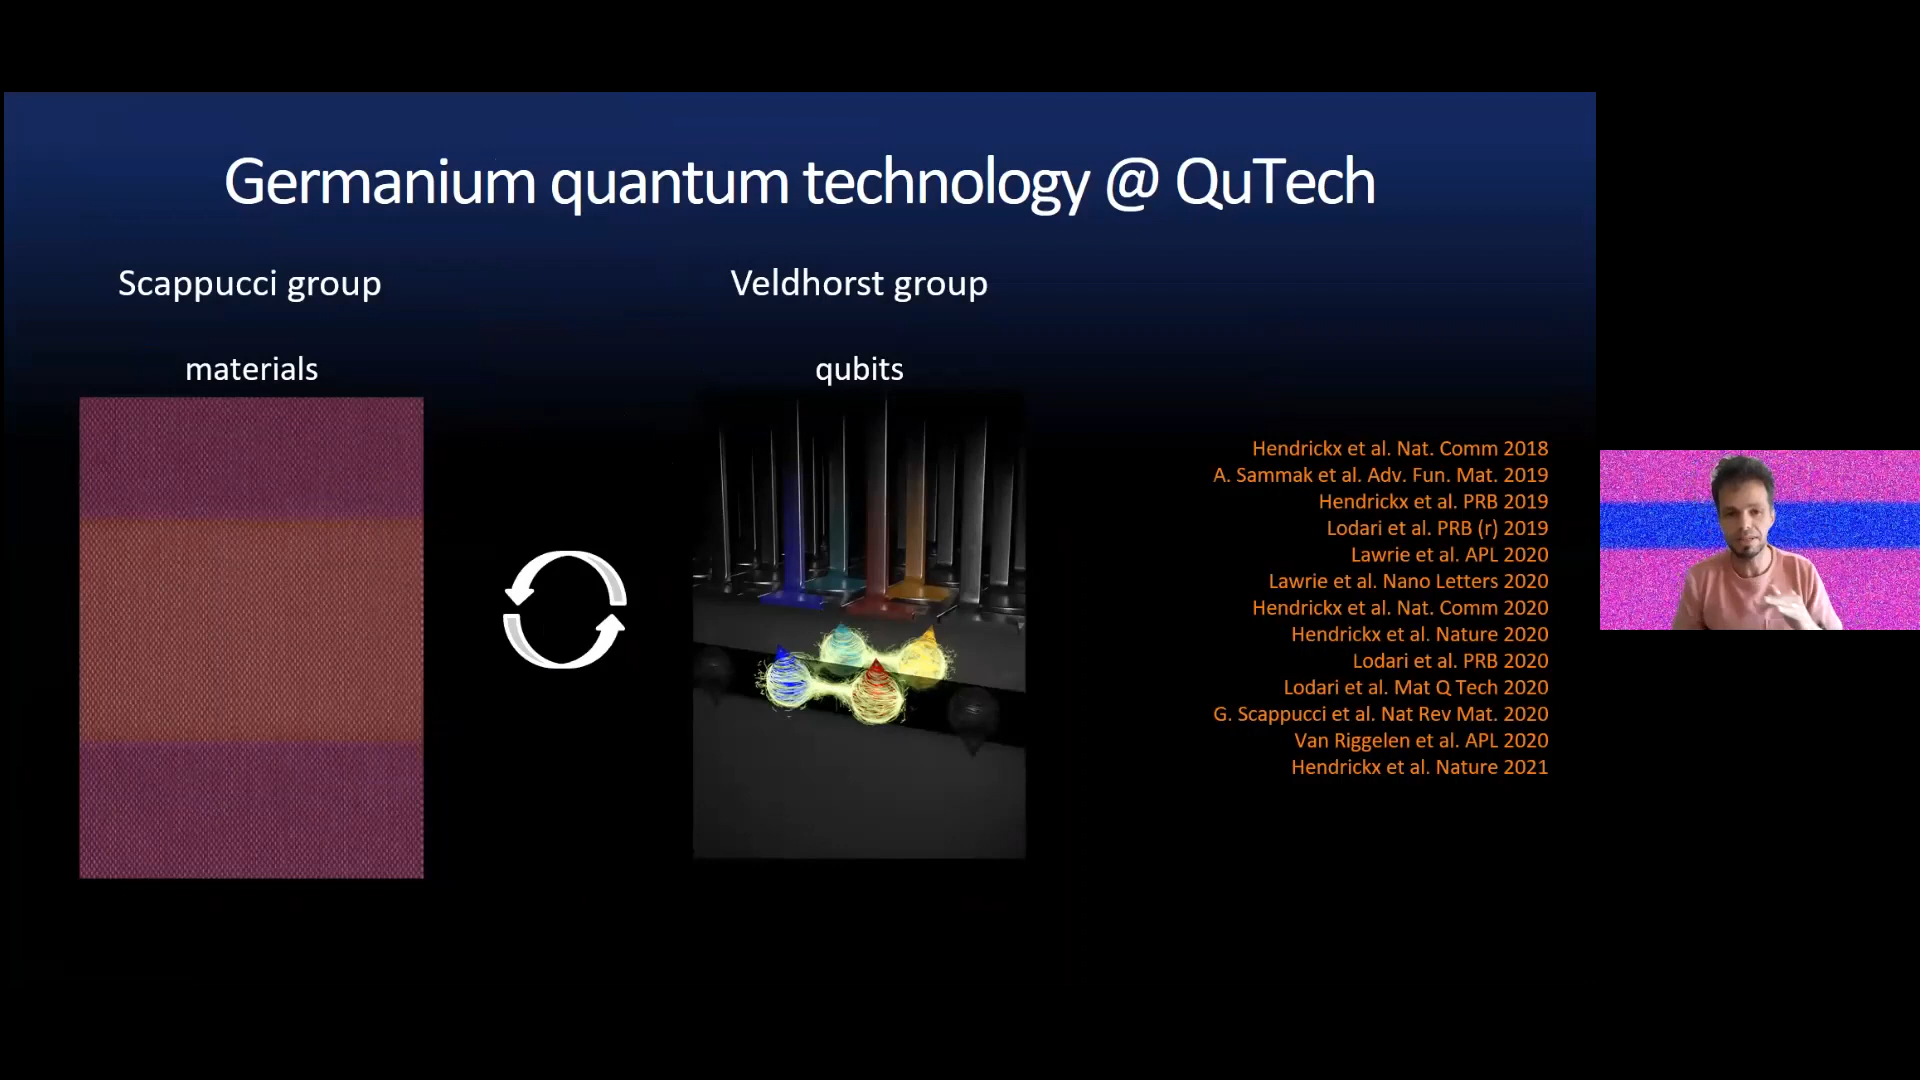 Germanium quantum technology @ QuTech
Scappucci group
Veldhorst group
materials
qubits
Hendrickx et al. Nat. Comm 2018
A. Sammak et al. Adv. Fun. Mat. 2019
Hendrickx et al. PRB 2019
Lodari et al. PRB (r) 2019
Lawrie et al. APL 2020
Lawrie et al. Nano Letters 2020
Hendrickx et al. Nat. Comm 2020
Hendrickx et al. Nature 2020
Lodari et al. PRB 2020
Lodari et al. Mat Q Tech 2020
G. Scappucci et al. Nat Rev Mat. 2020
Van Riggelen et al. APL 2020
Hendrickx et al. Nature 2021